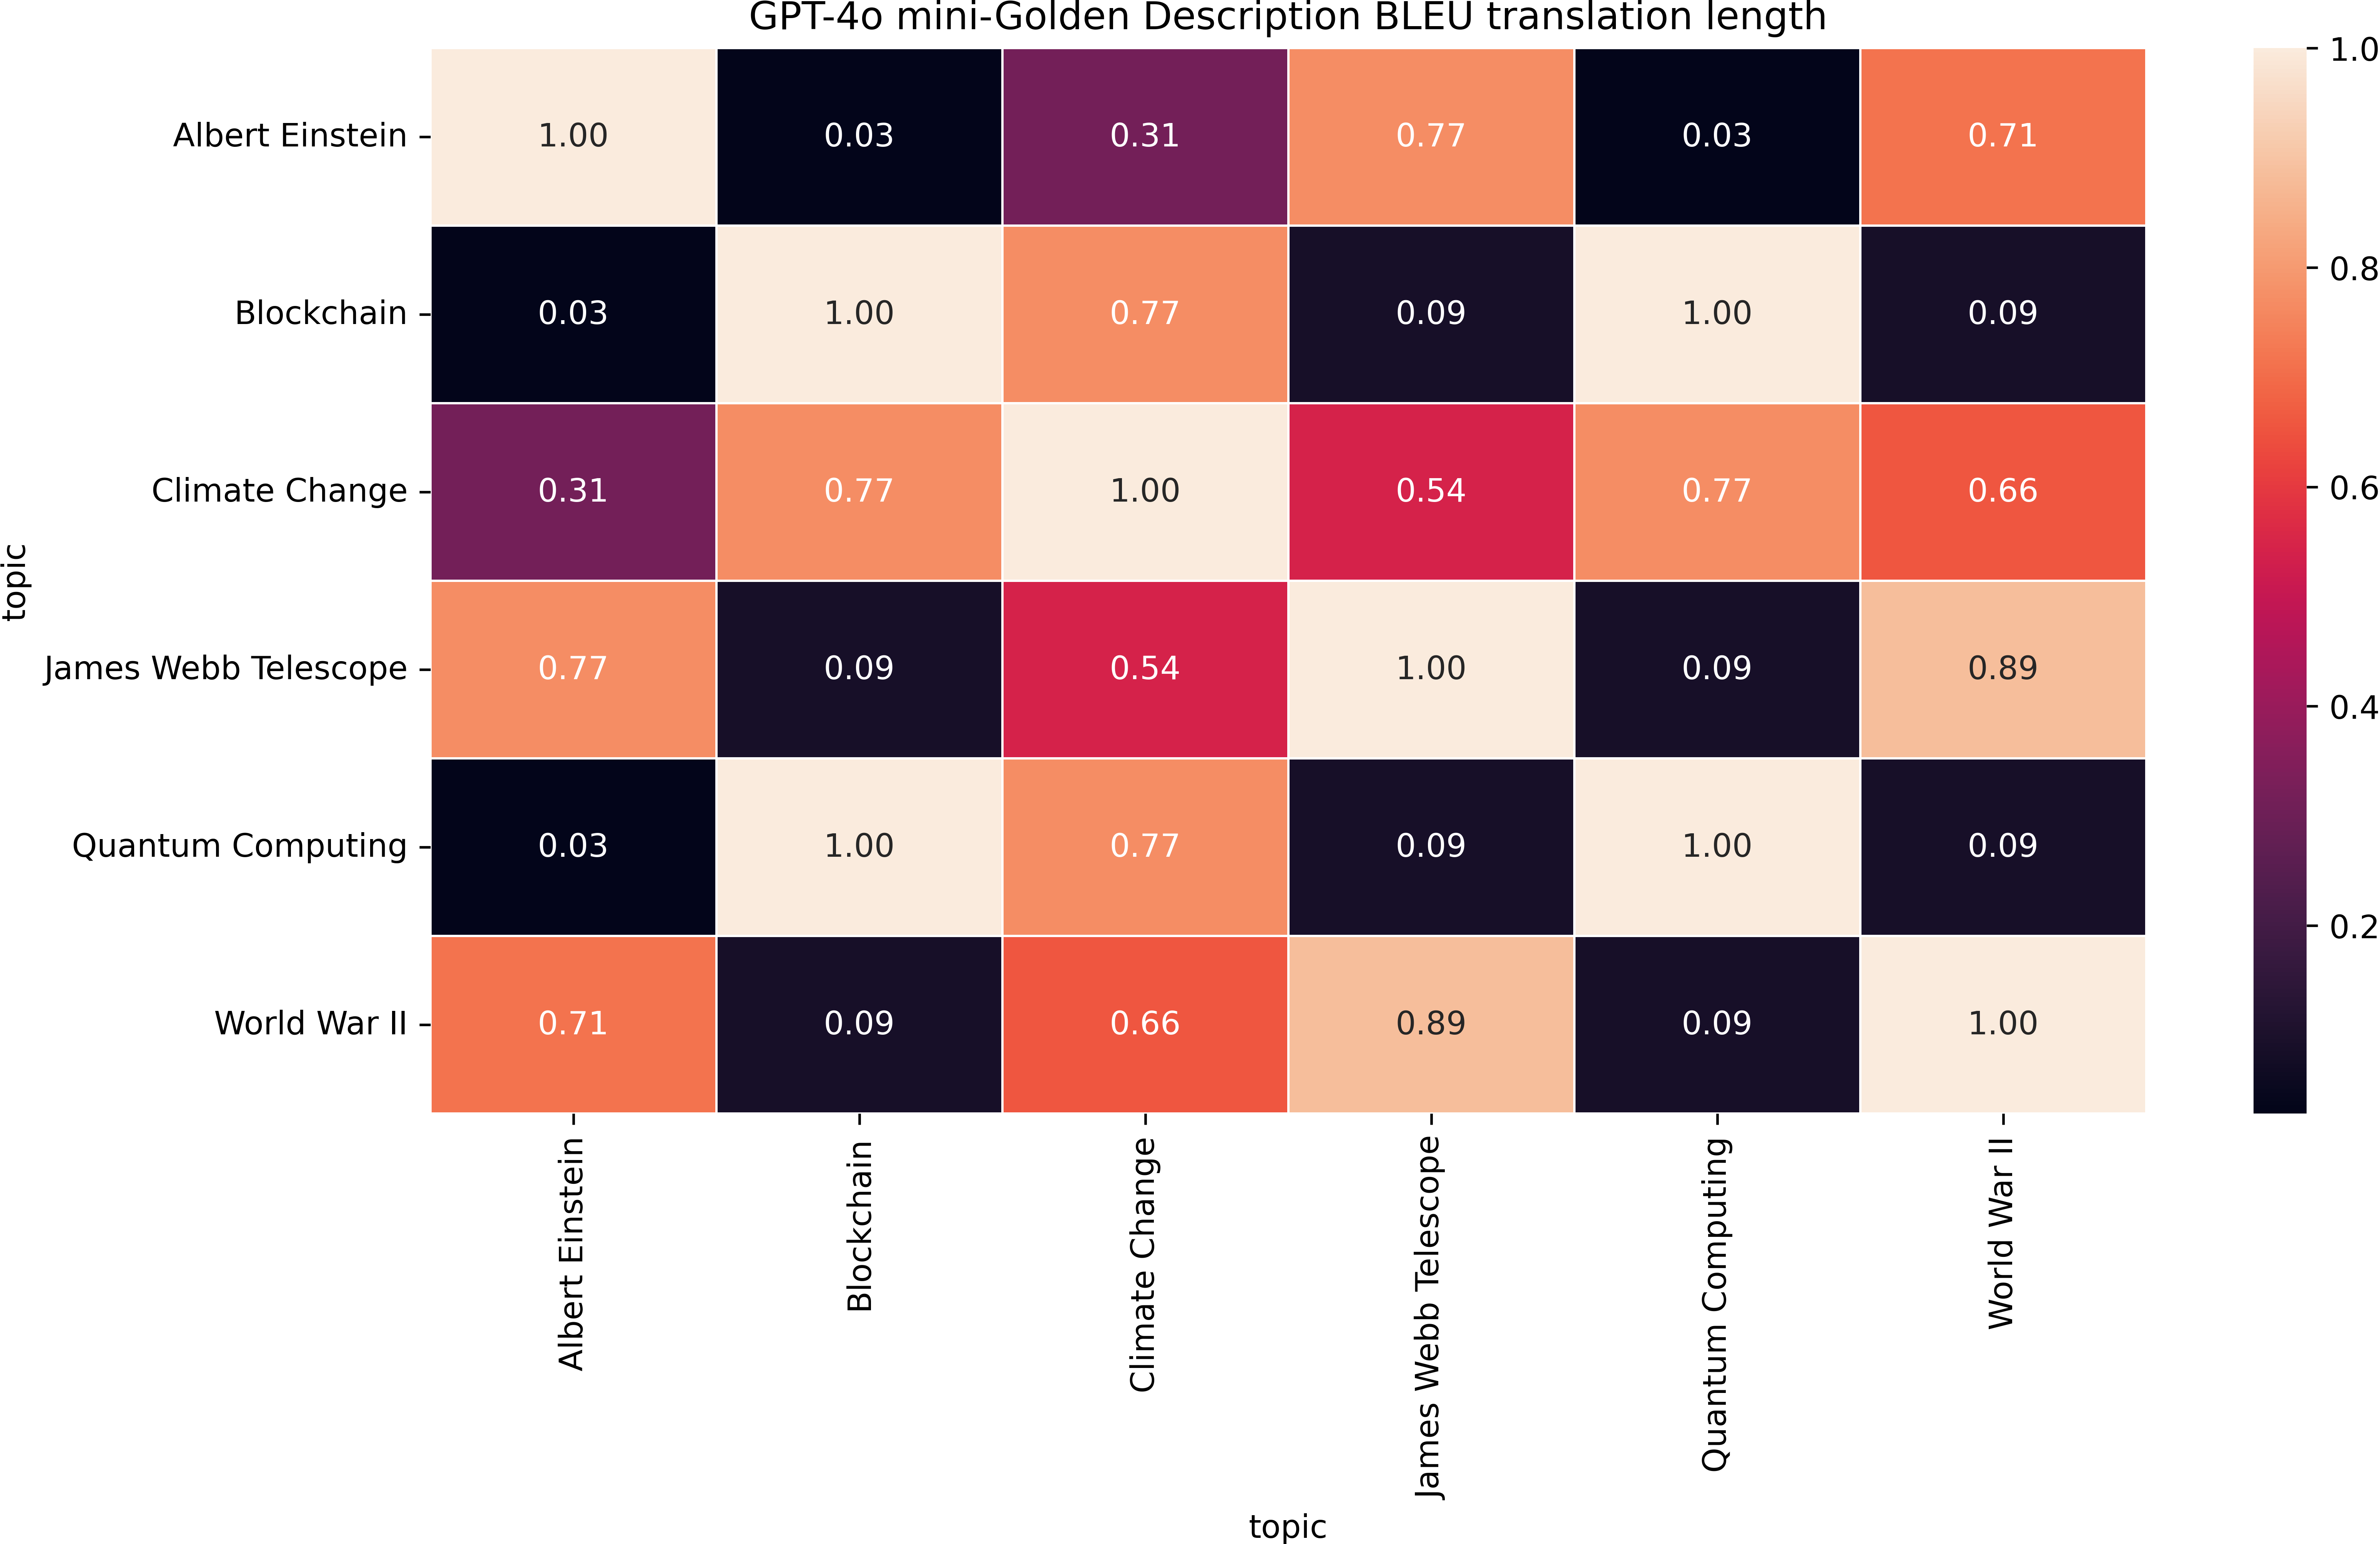 GPT-4o mini-Golden Description BLEU translation length
Albert Einstein 1.00 0.03 0.31 0.77 0.03 0.71
Blockchain 0.03 1.00 0.77 0.09 1.00 0.09
Climate Change 0.31 0.77 1.00 0.54 0.77 0.66
James Webb Telescope 0.77 0.09 0.54 1.00 0.09 0.89
Quantum Computing 0.03 1.00 0.77 0.09 1.00 0.09
World War II 0.71 0.09 0.66 0.89 0.09 1.00
topic
Albert Einstein
Blockchain
Climate Change
James Webb Telescope
Quantum Computing
World War II
topic
1.0
0.8
0.6
0.4
0.2